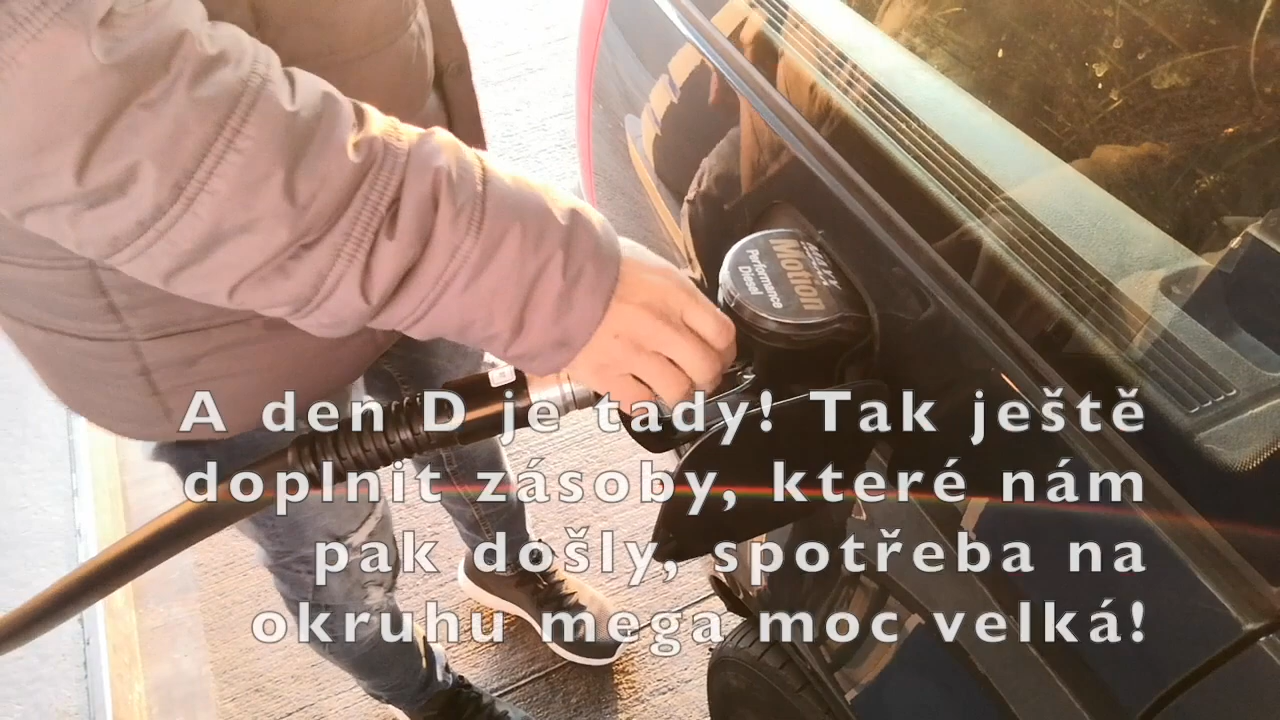 Motion
Performance
Diesel
A den D je tady! Tak ještě
doplnit zásoby, které nám
pak došly, spotřeba na
okruhu mega moc velká!